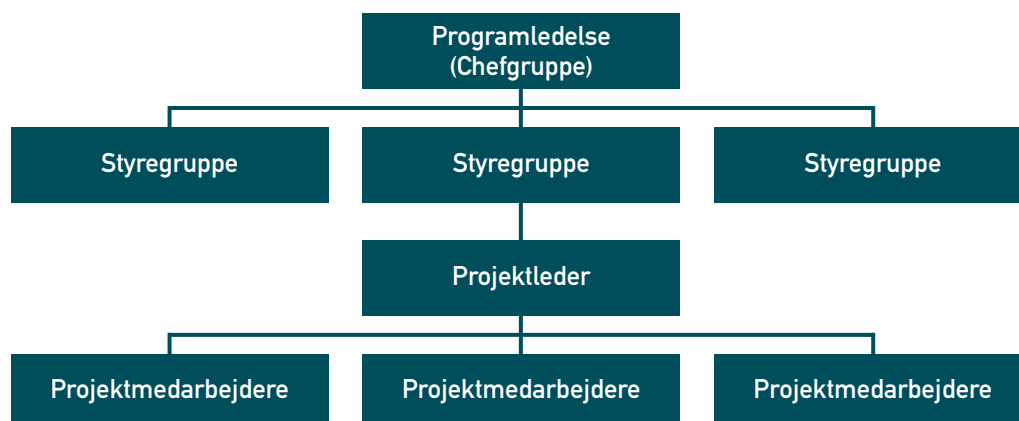 Programledelse
(Chefgruppe)
Styregruppe
Styregruppe
Styregruppe
Projektleder
Projektmedarbejdere
Projektmedarbejdere
Projektmedarbejdere